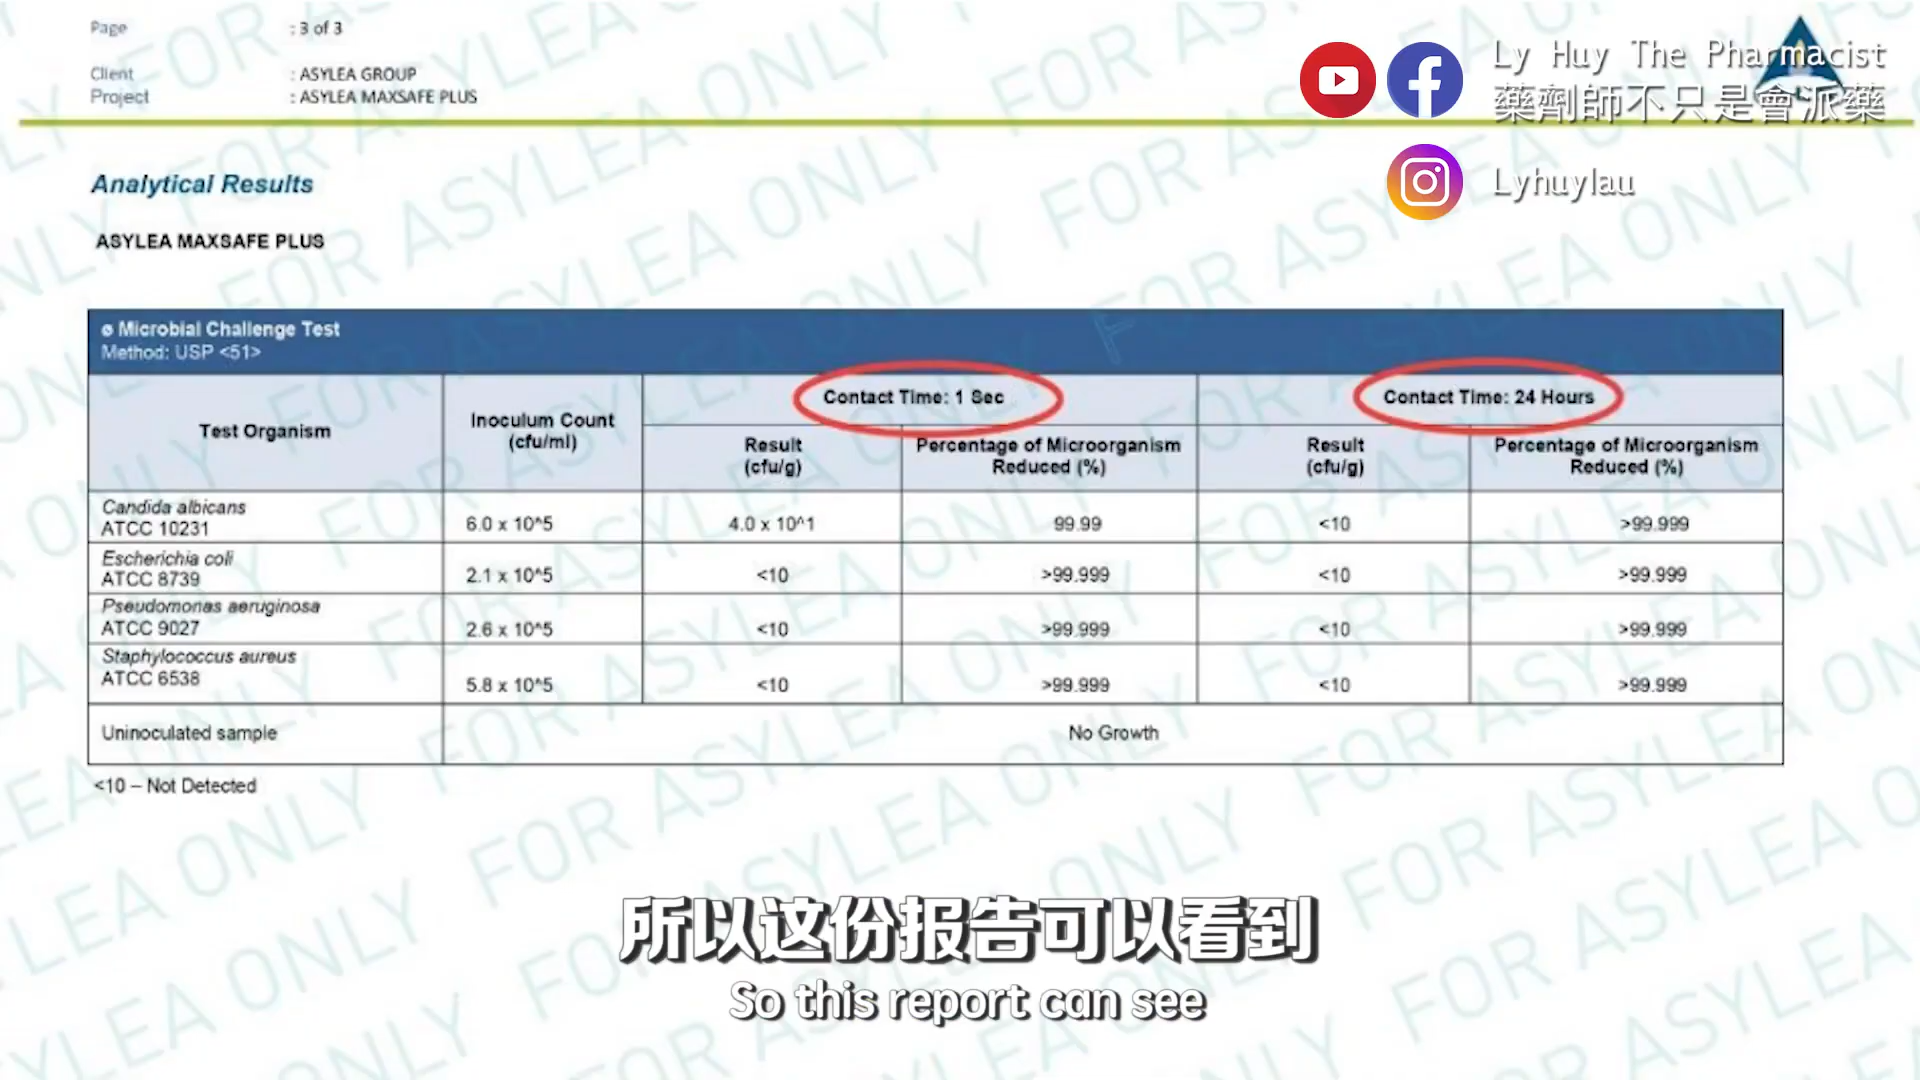 Page : 3 of 3
Client : ASYLEA GROUP
Project : ASYLEA MAXSAFE PLUS
Ly Huy The Pharmacist
藥劑師不只是會派藥
Lyhuylau
Analytical Results
ASYLEA MAXSAFE PLUS
ø Microbial Challenge Test
Method: USP <51>
Test Organism
Inoculum Count
(cfu/ml)
Contact Time: 1 Sec
Contact Time: 24 Hours
Result
(cfu/g)
Percentage of Microorganism
Reduced (%)
Result
(cfu/g)
Percentage of Microorganism
Reduced (%)
Candida albicans
ATCC 10231
6.0 x 10^5 4.0 x 10^1 99.99 <10 >99.999
Escherichia coli
ATCC 8739
2.1 x 10^5 <10 >99.999 <10 >99.999
Pseudomonas aeruginosa
ATCC 9027
2.6 x 10^5 <10 >99.999 <10 >99.999
Staphylococcus aureus
ATCC 6538
5.8 x 10^5 <10 >99.999 <10 >99.999
Uninoculated sample No Growth
<10 – Not Detected
FOR ASYLEA ONLY
所以这份报告可以看到
So this report can see